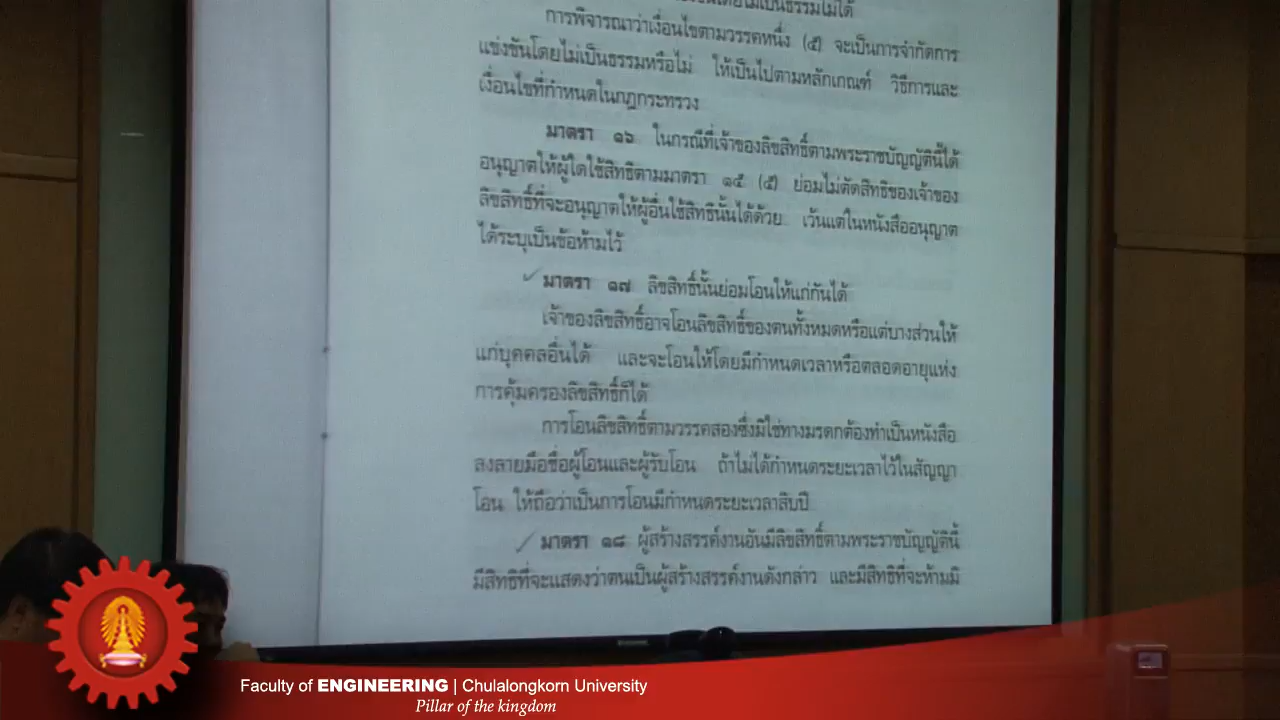 โดยไม่เป็นธรรมไม่ได้
การพิจารณาว่าเงื่อนไขตามวรรคหนึ่ง (๕) จะเป็นการจำกัดการ
แข่งขันโดยไม่เป็นธรรมหรือไม่ ให้เป็นไปตามหลักเกณฑ์ วิธีการและ
เงื่อนไขที่กำหนดในกฎกระทรวง
มาตรา ๑๖ ในกรณีที่เจ้าของลิขสิทธิ์ตามพระราชบัญญัตินี้ได้
อนุญาตให้ผู้ใดใช้สิทธิตามมาตรา ๑๕ (๕) ย่อมไม่ตัดสิทธิของเจ้าของ
ลิขสิทธิ์ที่จะอนุญาตให้ผู้อื่นใช้สิทธินั้นได้ด้วย เว้นแต่ในหนังสืออนุญาต
ได้ระบุเป็นข้อห้ามไว้
มาตรา ๑๗ ลิขสิทธิ์นั้นย่อมโอนให้แก่กันได้
เจ้าของลิขสิทธิ์อาจโอนลิขสิทธิ์ของตนทั้งหมดหรือแต่บางส่วนให้
แก่บุคคลอื่นได้ และจะโอนให้โดยมีกำหนดเวลาหรือตลอดอายุแห่ง
การคุ้มครองลิขสิทธิ์ก็ได้
การโอนลิขสิทธิ์ตามวรรคสองซึ่งมิใช่ทางมรดกต้องทำเป็นหนังสือ
ลงลายมือชื่อผู้โอนและผู้รับโอน ถ้าไม่ได้กำหนดระยะเวลาไว้ในสัญญา
โอน ให้ถือว่าเป็นการโอนมีกำหนดระยะเวลาสิบปี
มาตรา ๑๘ ผู้สร้างสรรค์งานอันมีลิขสิทธิ์ตามพระราชบัญญัตินี้
มีสิทธิที่จะแสดงว่าตนเป็นผู้สร้างสรรค์งานดังกล่าว และมีสิทธิที่จะห้ามมิ
Faculty of ENGINEERING | Chulalongkorn University
Pillar of the kingdom